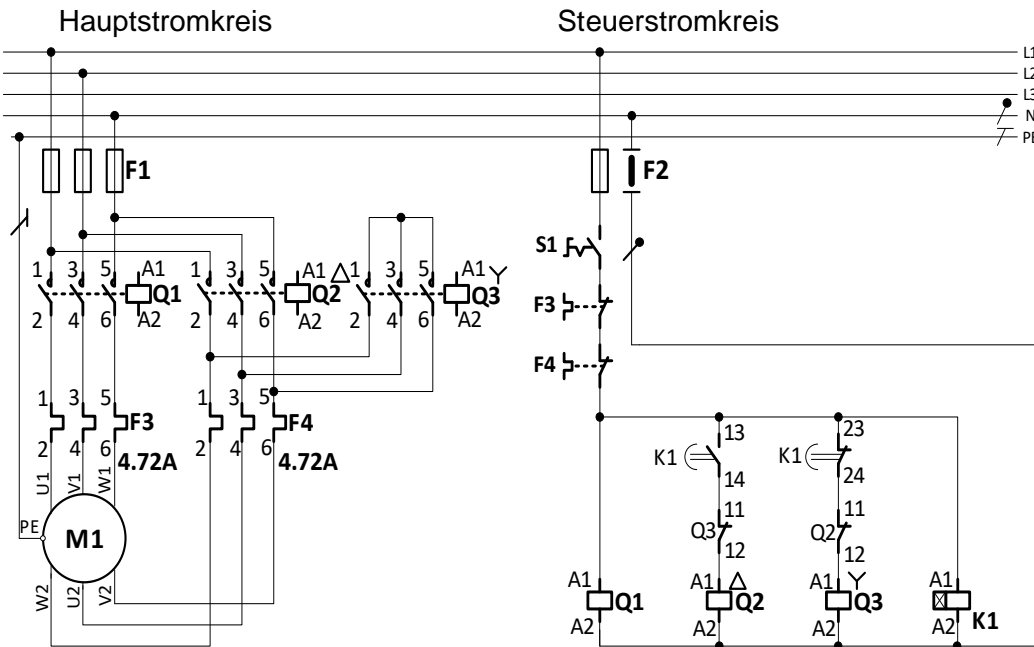 Hauptstromkreis Steuerstromkreis
L1
L2
L3
N
PE
F1 F2
S1
1 3 5 A1 Q1 1 3 5 A1 Q2 1 3 5 A1 Q3
2 4 6 A2 2 4 6 A2 2 4 6 A2
F3
F4
1 3 5 F3 1 3 5 F4
2 4 6 4.72A 2 4 6 4.72A
U1 V1 W1
PE M1
W2 U2 V2
13 23
K1 K1
14 24
11 11
Q3 Q2
12 12
A1 A1 A1
Q1 Q2 Q3 K1
A2 A2 A2 A2
A1